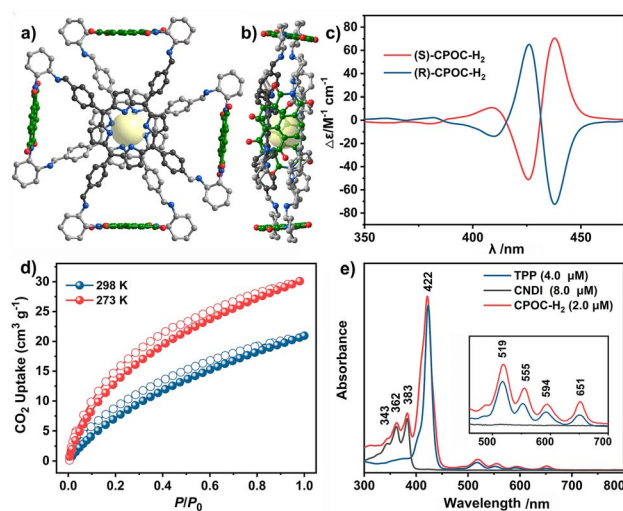 a)
b)
c)
(S)-CPOC-H₂
(R)-CPOC-H₂
Δε/M⁻¹ cm⁻¹
80
60
40
20
0
-20
-40
-60
-80
350
400
450
λ /nm
d)
298 K
273 K
CO₂ Uptake (cm³ g⁻¹)
30
25
20
15
10
5
0
0.0
0.2
0.4
0.6
0.8
1.0
P/P₀
e)
422
TPP (4.0 μM)
CNDI (8.0 μM)
CPOC-H₂ (2.0 μM)
343
362
383
519
555
594
651
500
600
700
Absorbance
300
400
500
600
700
800
Wavelength /nm